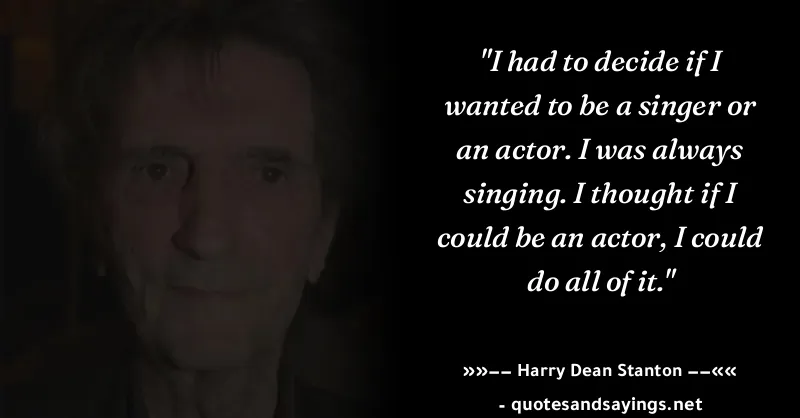 "I had to decide if I
wanted to be a singer or
an actor. I was always
singing. I thought if I
could be an actor, I could
do all of it."
»»−− Harry Dean Stanton −−««
- quotesandsayings.net